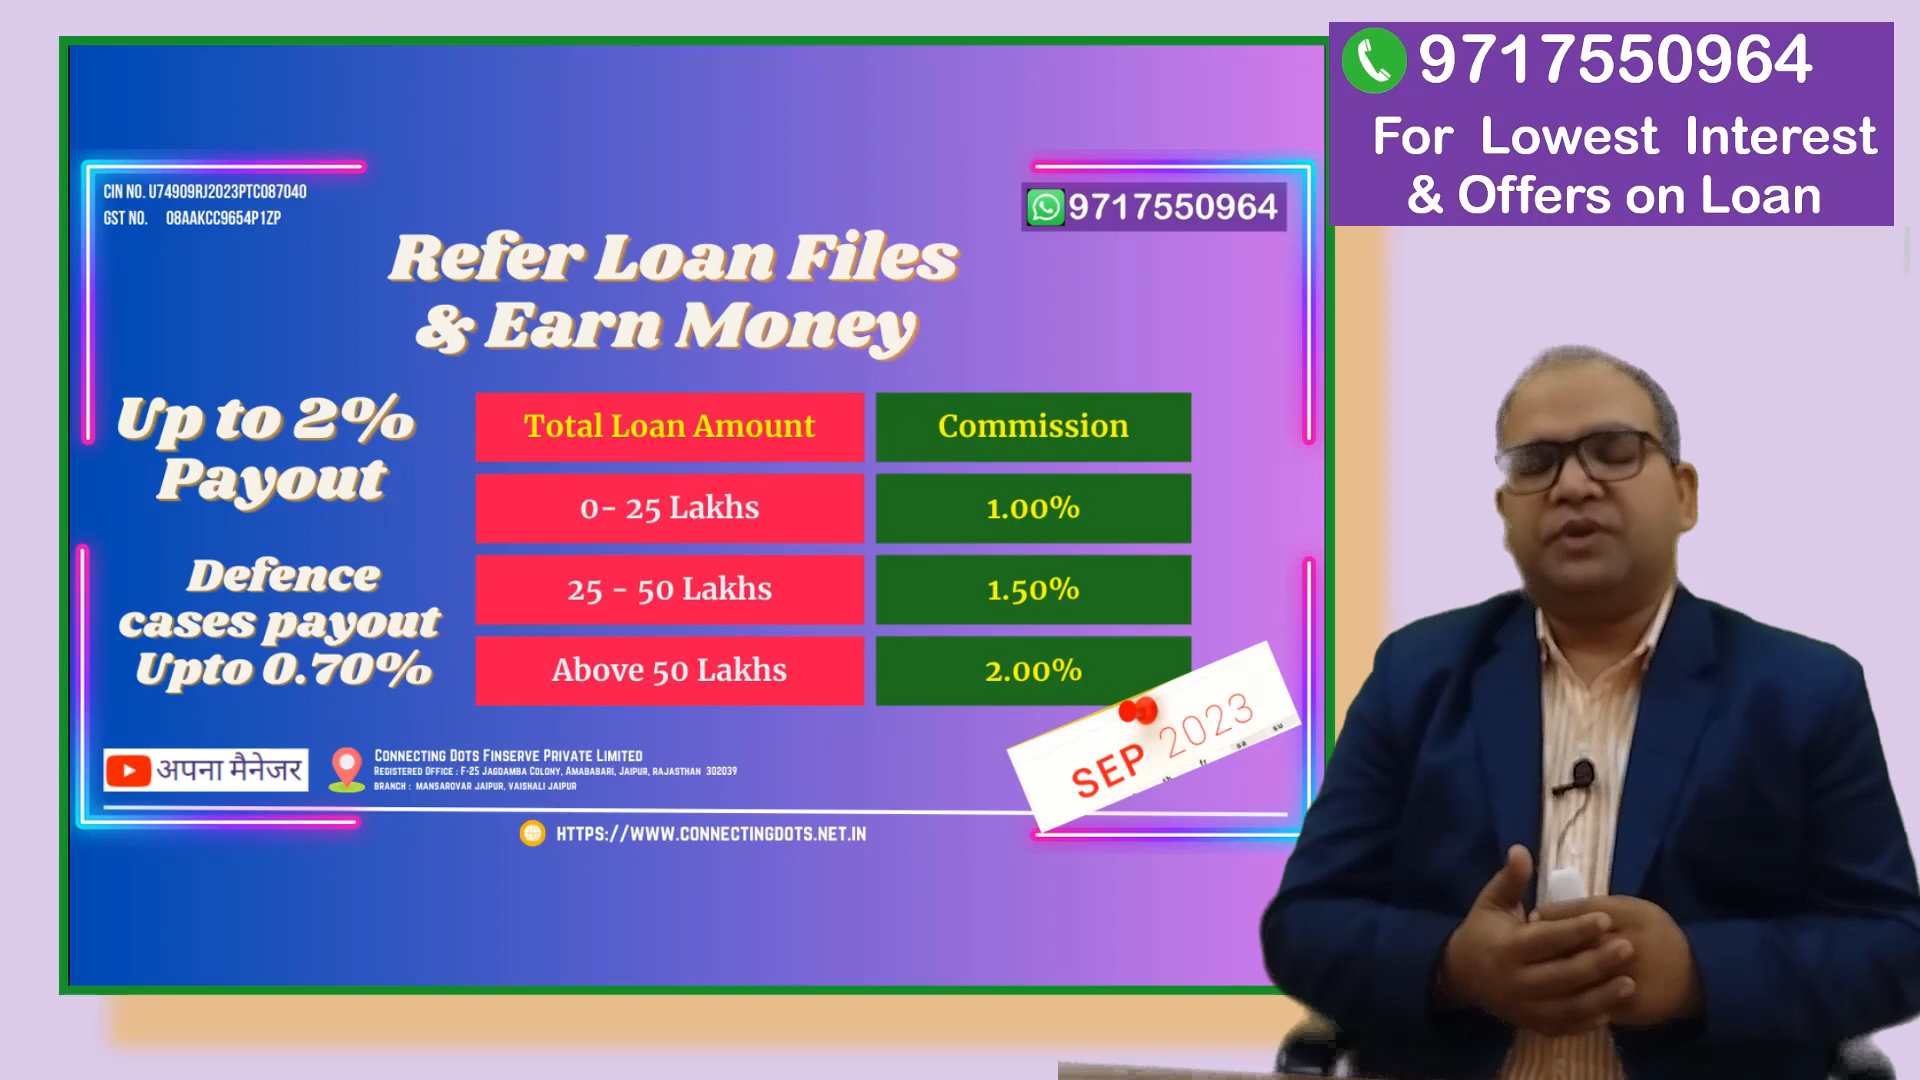 9717550964
For Lowest Interest
& Offers on Loan
CIN NO. U74909RJ2023PTC087040
GST NO. 08AAKCC9654P1ZP
9717550964
Refer Loan Files
& Earn Money
Up to 2%
Payout
Defence
cases payout
Upto 0.70%
Total Loan Amount Commission
0- 25 Lakhs 1.00%
25 - 50 Lakhs 1.50%
Above 50 Lakhs 2.00%
SEP 2023
th fr sa su
अपना मैनेजर
CONNECTING DOTS FINSERVE PRIVATE LIMITED
REGISTERED OFFICE : F-25 JAGDAMBA COLONY, AMABABARI, JAIPUR, RAJASTHAN 302039
BRANCH : MANSAROVAR JAIPUR, VAISHALI JAIPUR
HTTPS://WWW.CONNECTINGDOTS.NET.IN